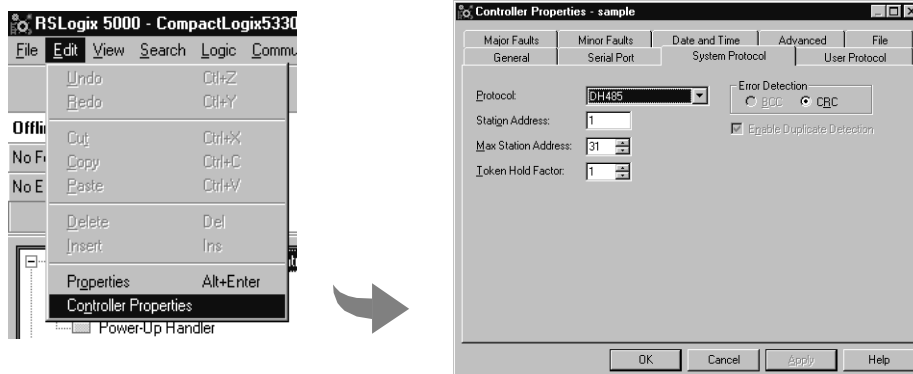 RSLogix 5000 - CompactLogix5330
File Edit View Search Logic Commu
Undo Ctl+Z
Redo Ctl+Y
Cut Ctrl+X
Copy Ctrl+C
Paste Ctrl+V
Delete Del
Insert Ins
Properties Alt+Enter
Controller Properties
Offli
No F
No E
Power-Up Handler
Controller Properties - sample
Major Faults Minor Faults Date and Time Advanced File
General Serial Port System Protocol User Protocol
Protocol: DH485
Station Address: 1
Max Station Address: 31
Token Hold Factor: 1
Error Detection
BCC CRC
Enable Duplicate Detection
OK Cancel Apply Help